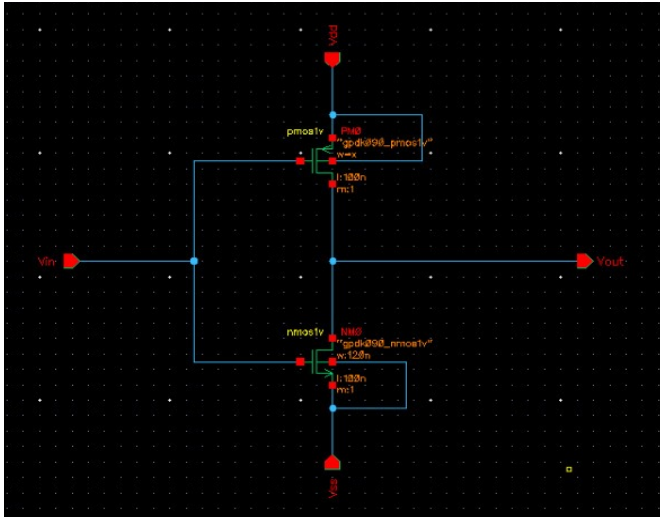 Vdd
pmos1v
PM0
"gpdk090_pmos1v"
w=x
l:100n
m:1
Vin
Vout
nmos1v
NM0
"gpdk090_nmos1v"
w:120n
l:100n
m:1
Vss